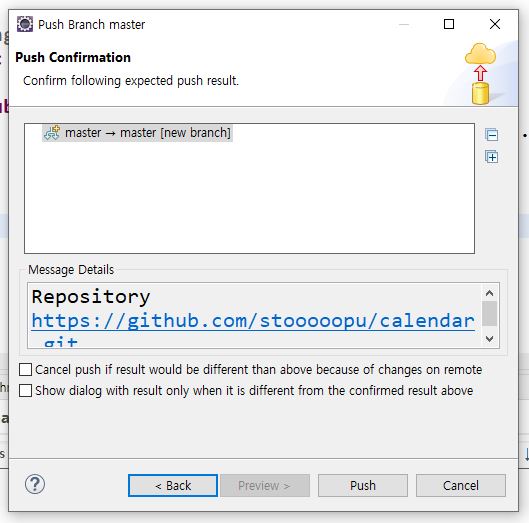 Push Branch master
Push Confirmation
Confirm following expected push result.
master → master [new branch]
Message Details
Repository
https://github.com/stooooopu/calendar
.git
Cancel push if result would be different than above because of changes on remote
Show dialog with result only when it is different from the confirmed result above
< Back
Preview >
Push
Cancel